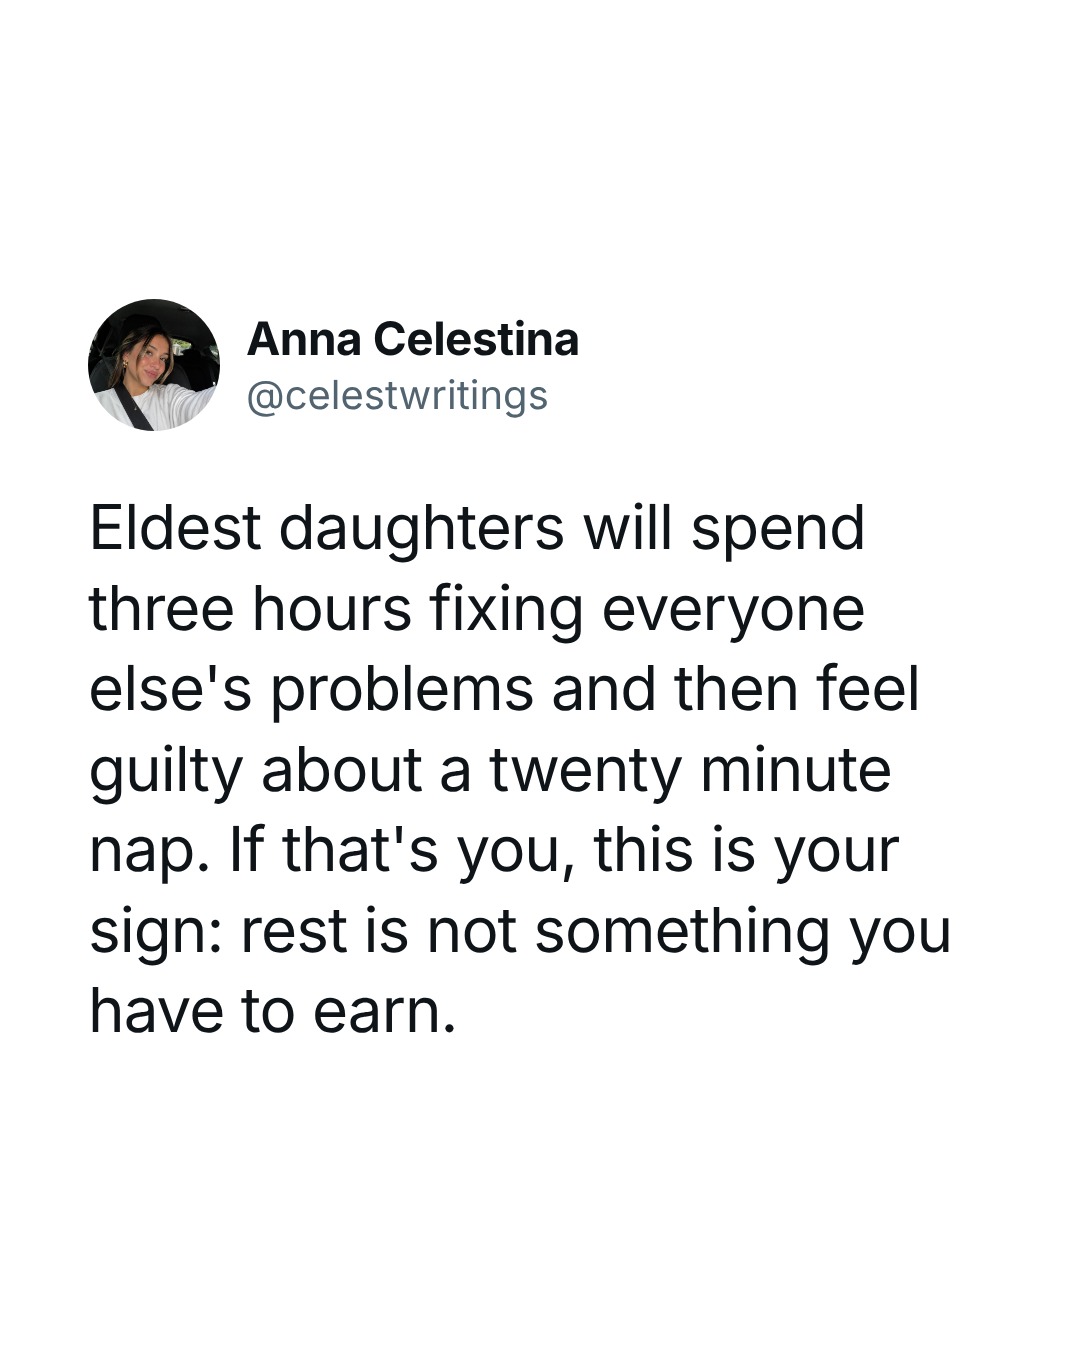 Anna Celestina
@celestwritings
Eldest daughters will spend
three hours fixing everyone
else's problems and then feel
guilty about a twenty minute
nap. If that's you, this is your
sign: rest is not something you
have to earn.